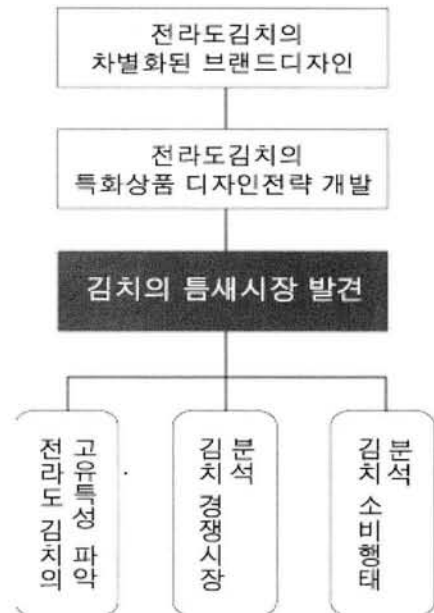 전라도김치의
차별화된 브랜드디자인
전라도김치의
특화상품 디자인전략 개발
김치의 틈새시장 발견
전라도 김치의
고유특성 파악
김치 경쟁시장
분석
김치 소비행태
분석